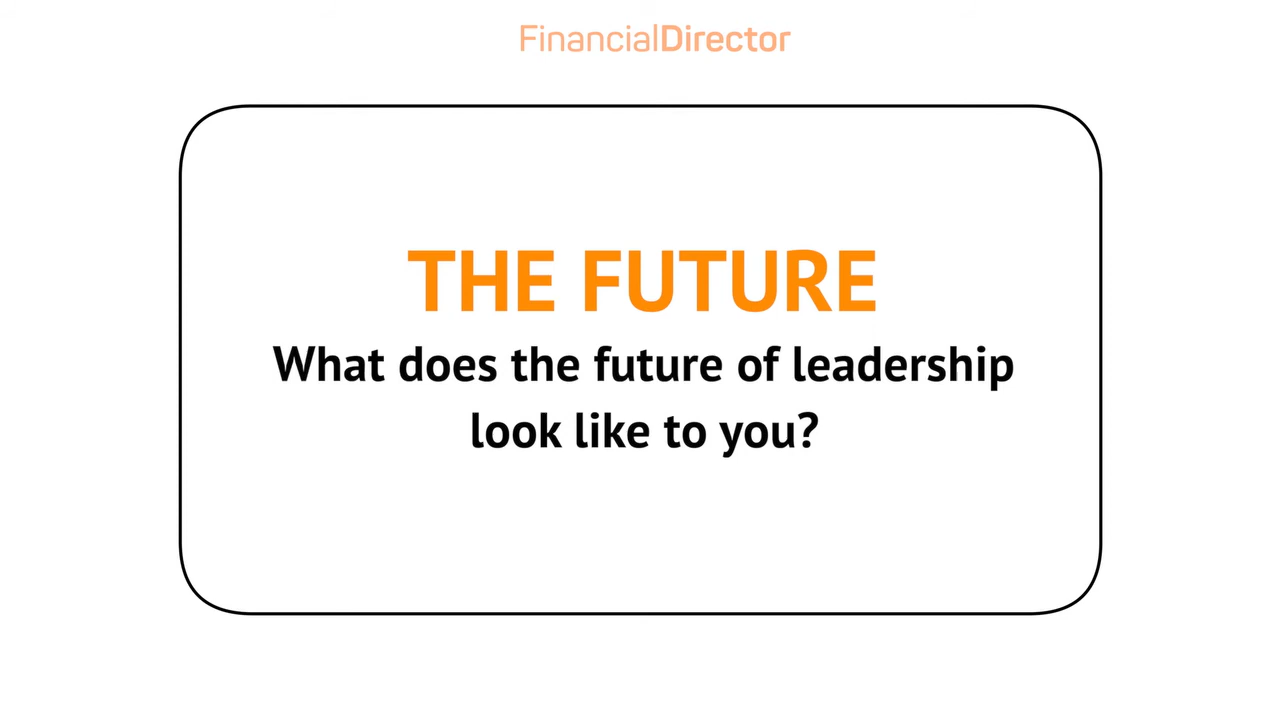 FinancialDirector
THE FUTURE
What does the future of leadership
look like to you?